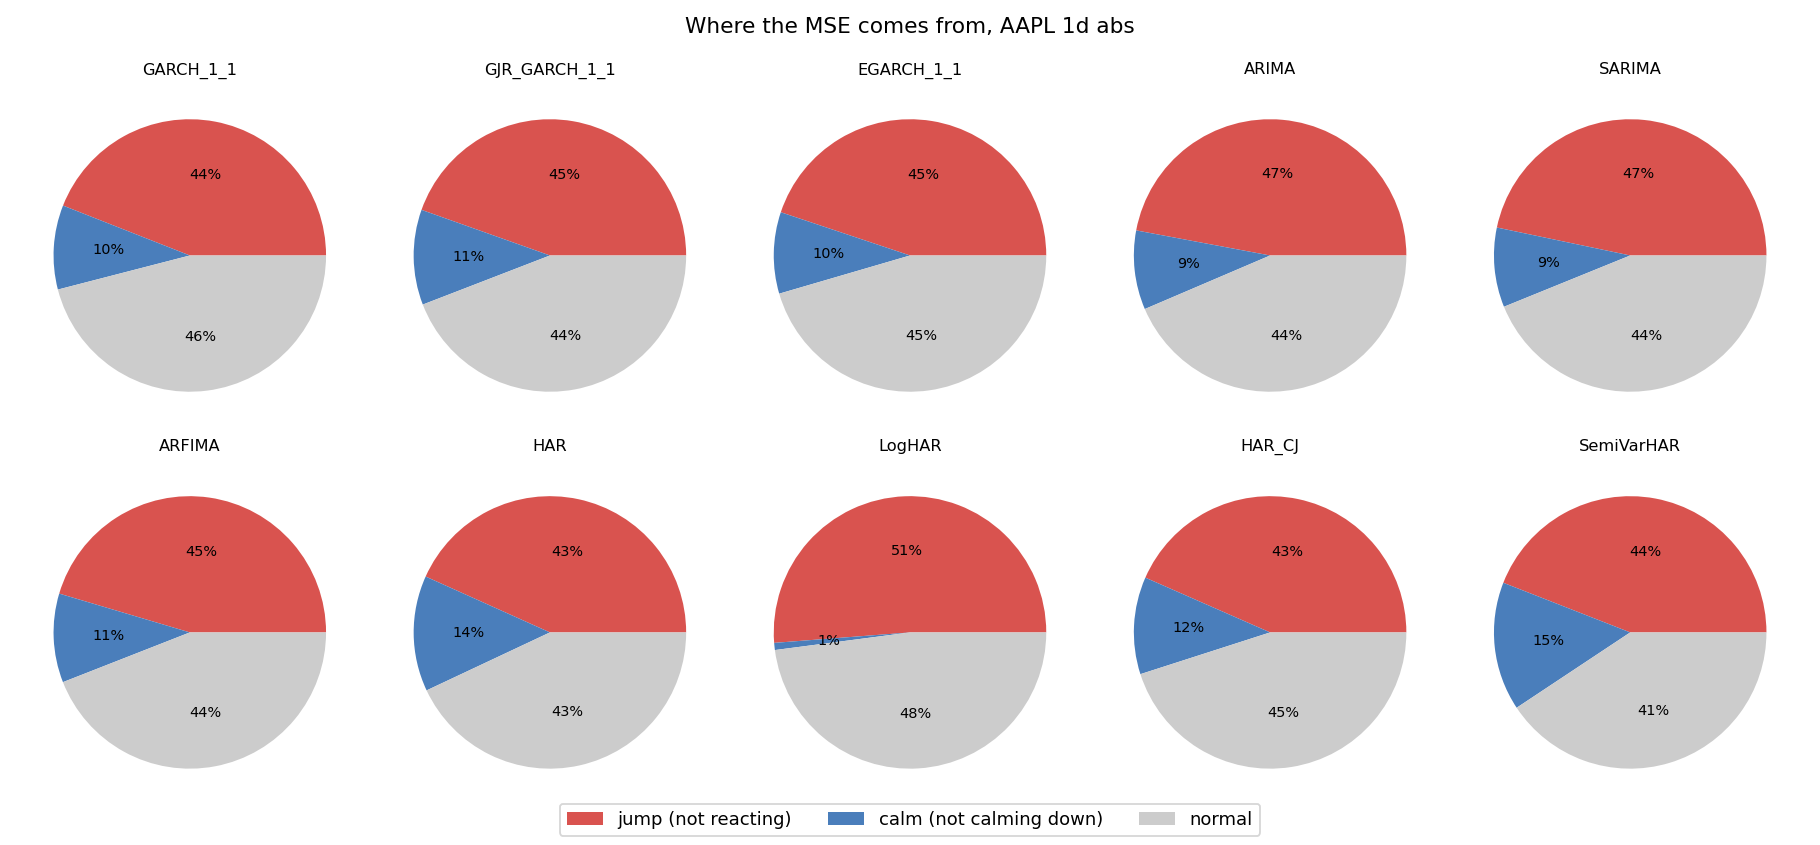 Where the MSE comes from, AAPL 1d abs
GARCH_1_1
44%
10%
46%
GJR_GARCH_1_1
45%
11%
44%
EGARCH_1_1
45%
10%
45%
ARIMA
47%
9%
44%
SARIMA
47%
9%
44%
ARFIMA
45%
11%
44%
HAR
43%
14%
43%
LogHAR
51%
1%
48%
HAR_CJ
43%
12%
45%
SemiVarHAR
44%
15%
41%
jump (not reacting)
calm (not calming down)
normal